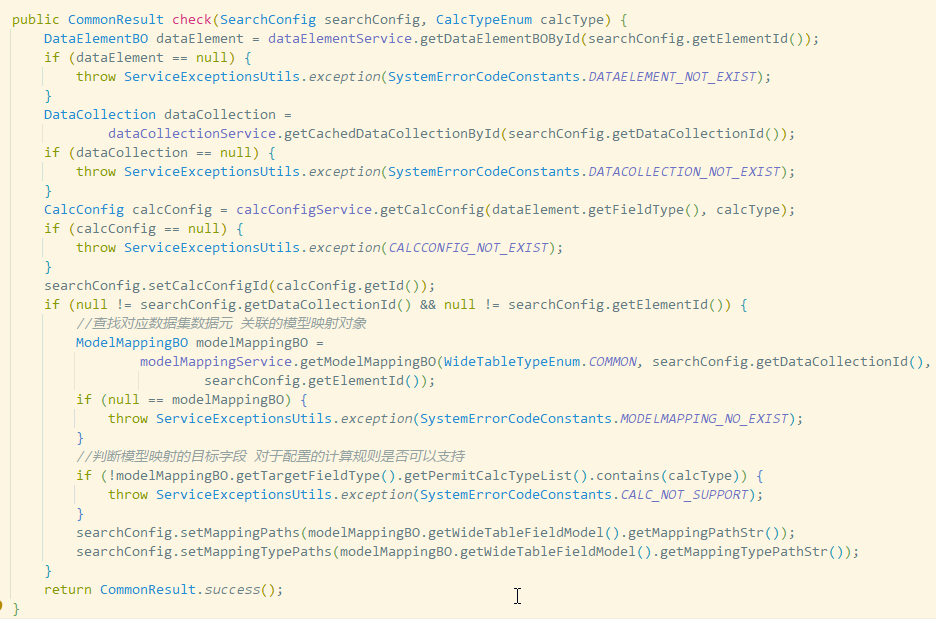 public CommonResult check(SearchConfig searchConfig, CalcTypeEnum calcType) {
DataElementBO dataElement = dataElementService.getDataElementBOById(searchConfig.getElementId());
if (dataElement == null) {
throw ServiceExceptionsUtils.exception(SystemErrorCodeConstants.DATAELEMENT_NOT_EXIST);
}
DataCollection dataCollection =
dataCollectionService.getCachedDataCollectionById(searchConfig.getDataCollectionId());
if (dataCollection == null) {
throw ServiceExceptionsUtils.exception(SystemErrorCodeConstants.DATACOLLECTION_NOT_EXIST);
}
CalcConfig calcConfig = calcConfigService.getCalcConfig(dataElement.getFieldType(), calcType);
if (calcConfig == null) {
throw ServiceExceptionsUtils.exception(CALCCONFIG_NOT_EXIST);
}
searchConfig.setCalcConfigId(calcConfig.getId());
if (null != searchConfig.getDataCollectionId() && null != searchConfig.getElementId()) {
//查找对应数据集数据元 关联的模型映射对象
ModelMappingBO modelMappingBO =
modelMappingService.getModelMappingBO(WideTableTypeEnum.COMMON, searchConfig.getDataCollectionId(),
searchConfig.getElementId());
if (null == modelMappingBO) {
throw ServiceExceptionsUtils.exception(SystemErrorCodeConstants.MODELMAPPING_NO_EXIST);
}
//判断模型映射的目标字段 对于配置的计算规则是否可以支持
if (!modelMappingBO.getTargetFieldType().getPermitCalcTypeList().contains(calcType)) {
throw ServiceExceptionsUtils.exception(SystemErrorCodeConstants.CALC_NOT_SUPPORT);
}
searchConfig.setMappingPaths(modelMappingBO.getWideTableFieldModel().getMappingPathStr());
searchConfig.setMappingTypePaths(modelMappingBO.getWideTableFieldModel().getMappingTypePathStr());
}
return CommonResult.success();
}